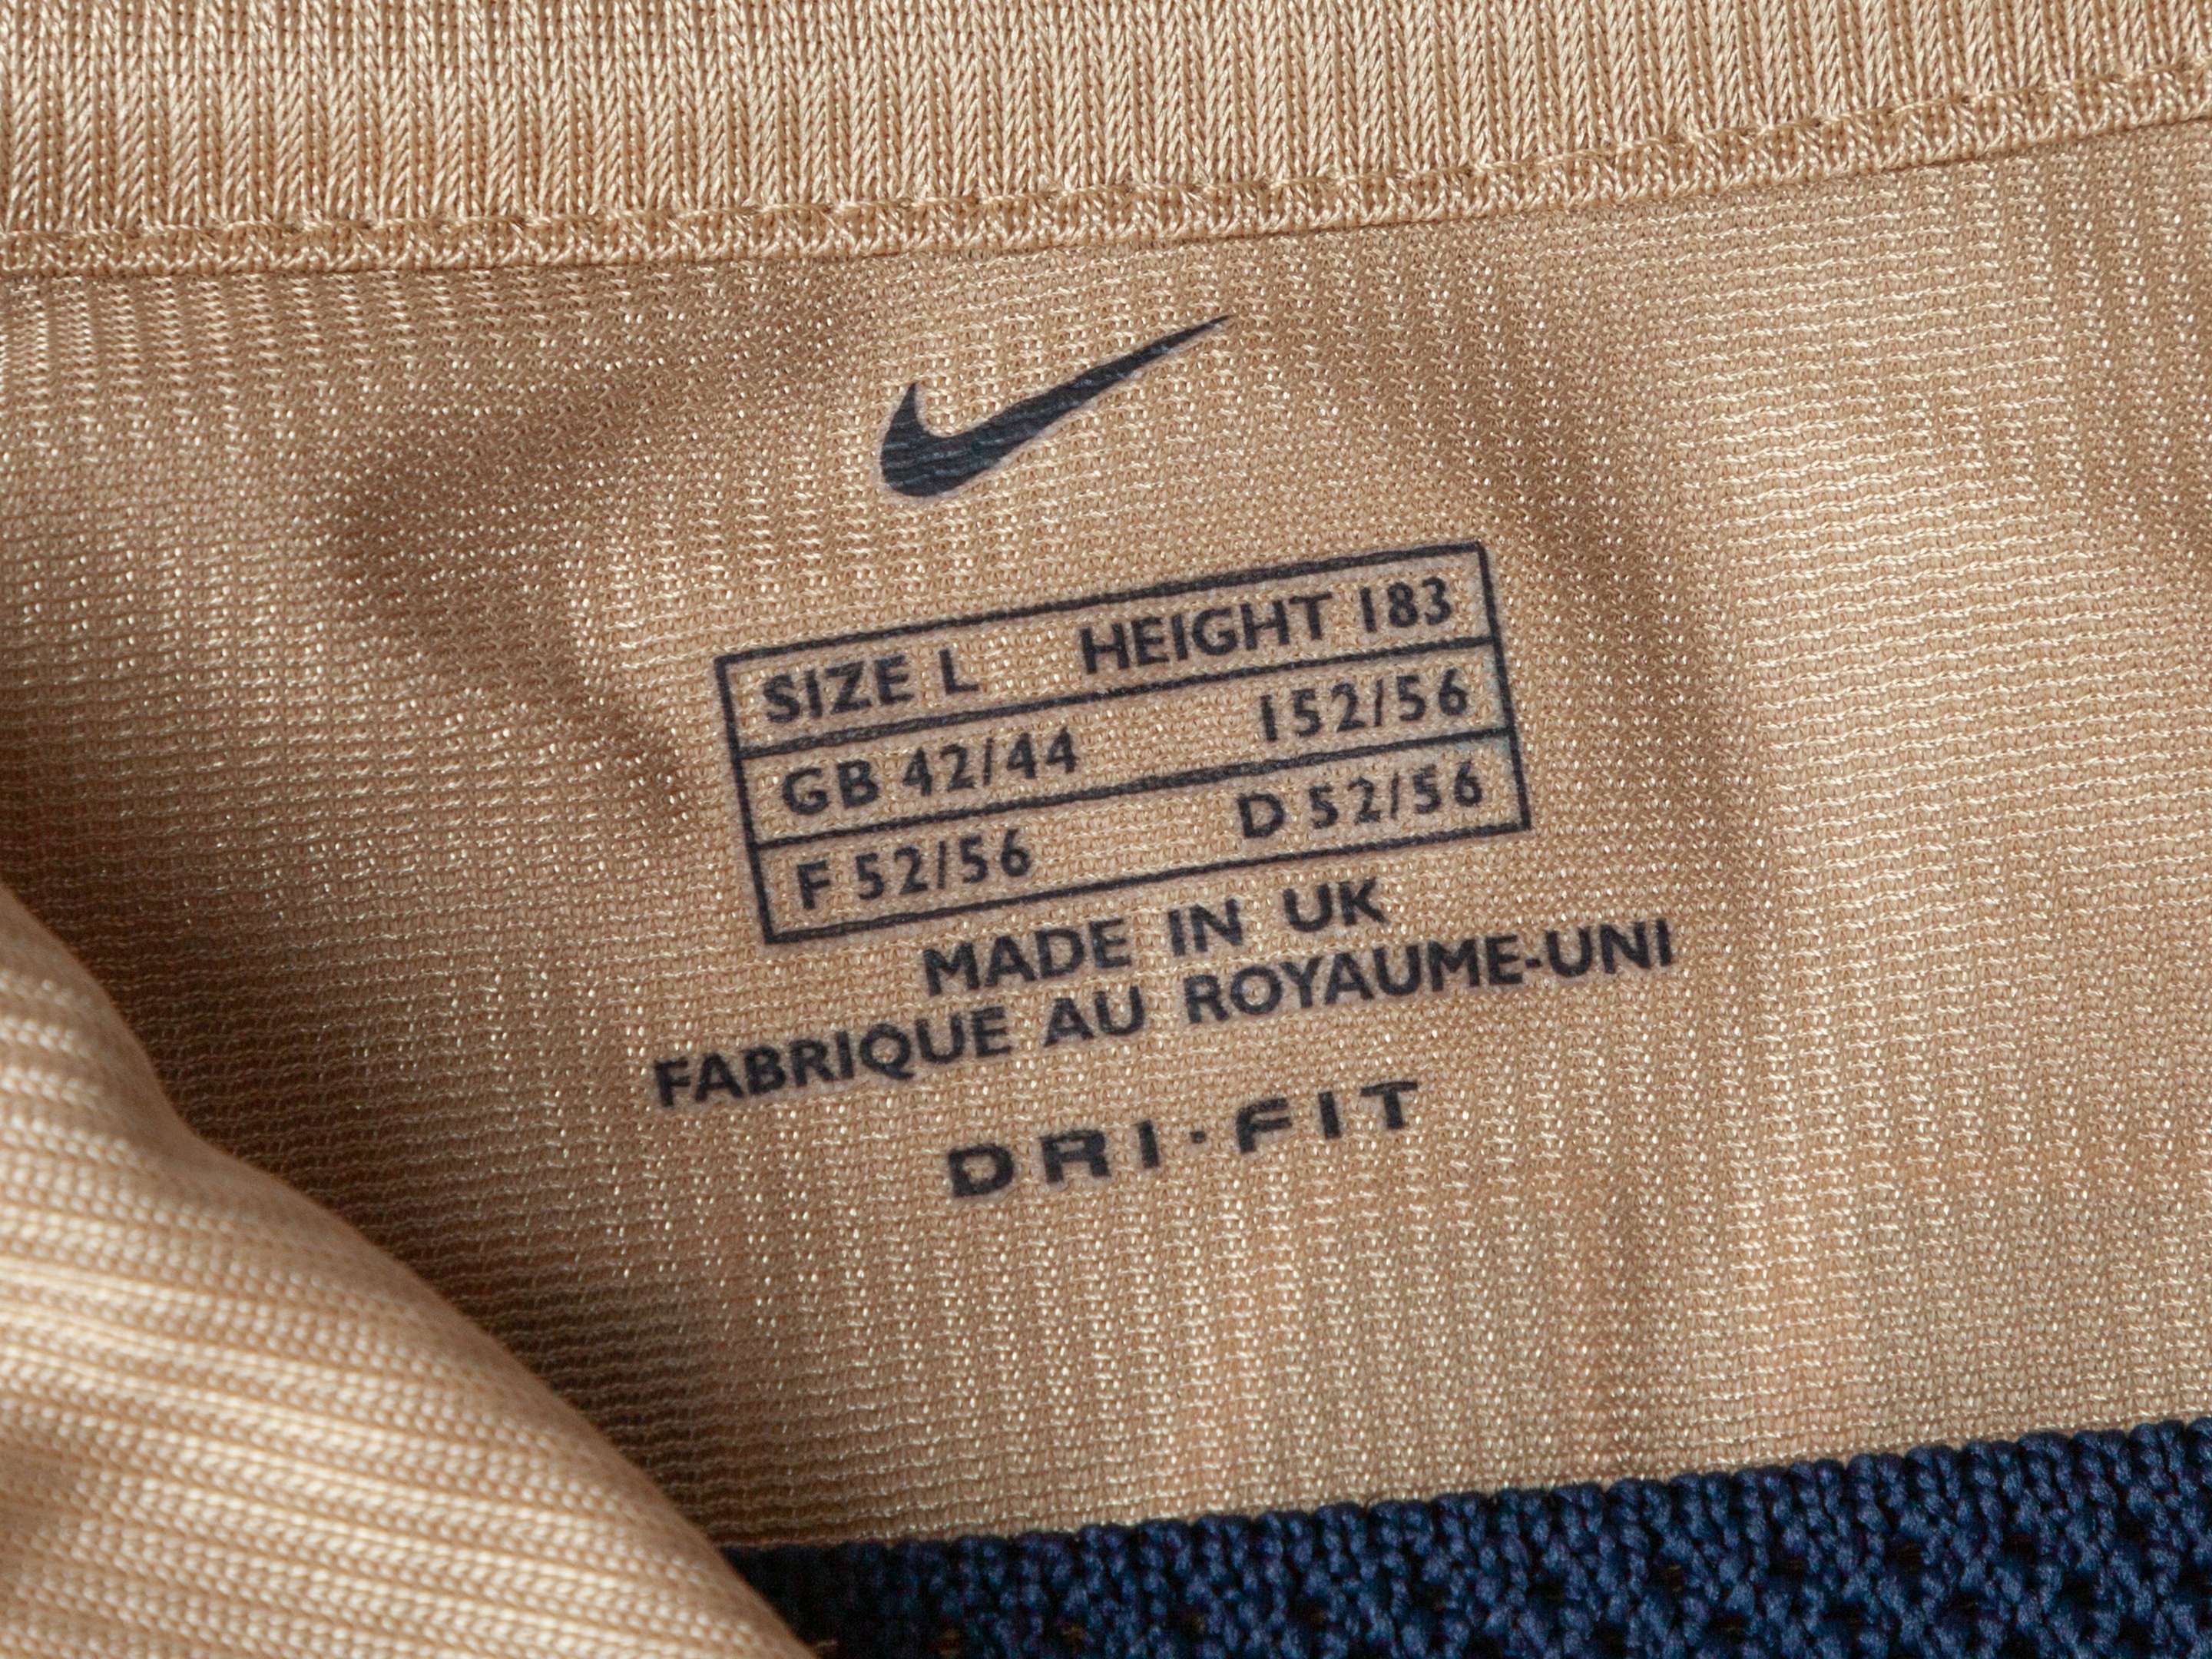 SIZE L HEIGHT 183
GB 42/44 152/56
F 52/56 D 52/56
MADE IN UK
FABRIQUE AU ROYAUME-UNI
DRI·FIT